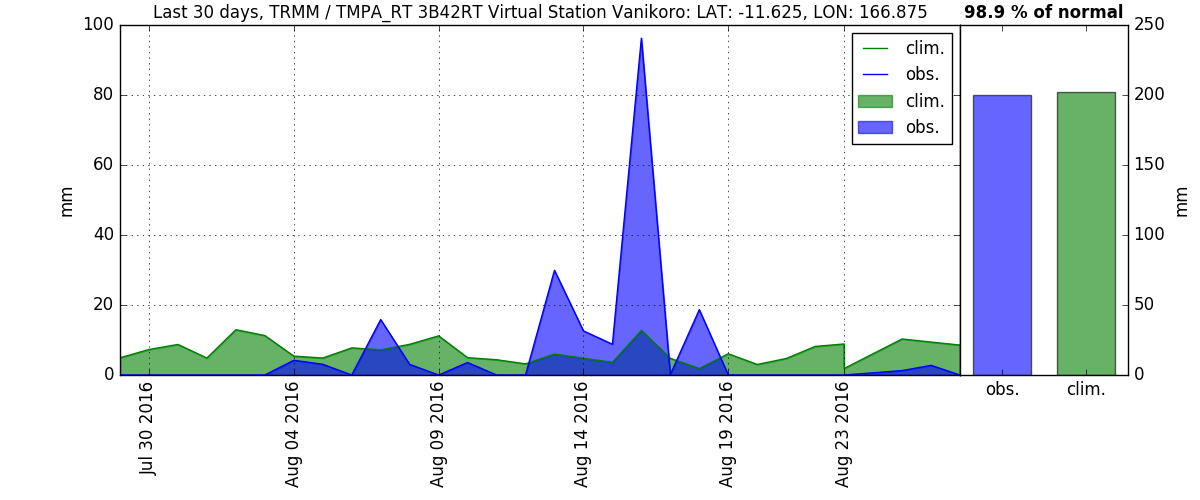 Last 30 days, TRMM / TMPA_RT 3B42RT Virtual Station Vanikoro: LAT: -11.625, LON: 166.875
98.9 % of normal
100
80
60
40
20
0
mm
clim.
obs.
clim.
obs.
Jul 30 2016
Aug 04 2016
Aug 09 2016
Aug 14 2016
Aug 19 2016
Aug 23 2016
250
200
150
100
50
0
mm
obs.
clim.